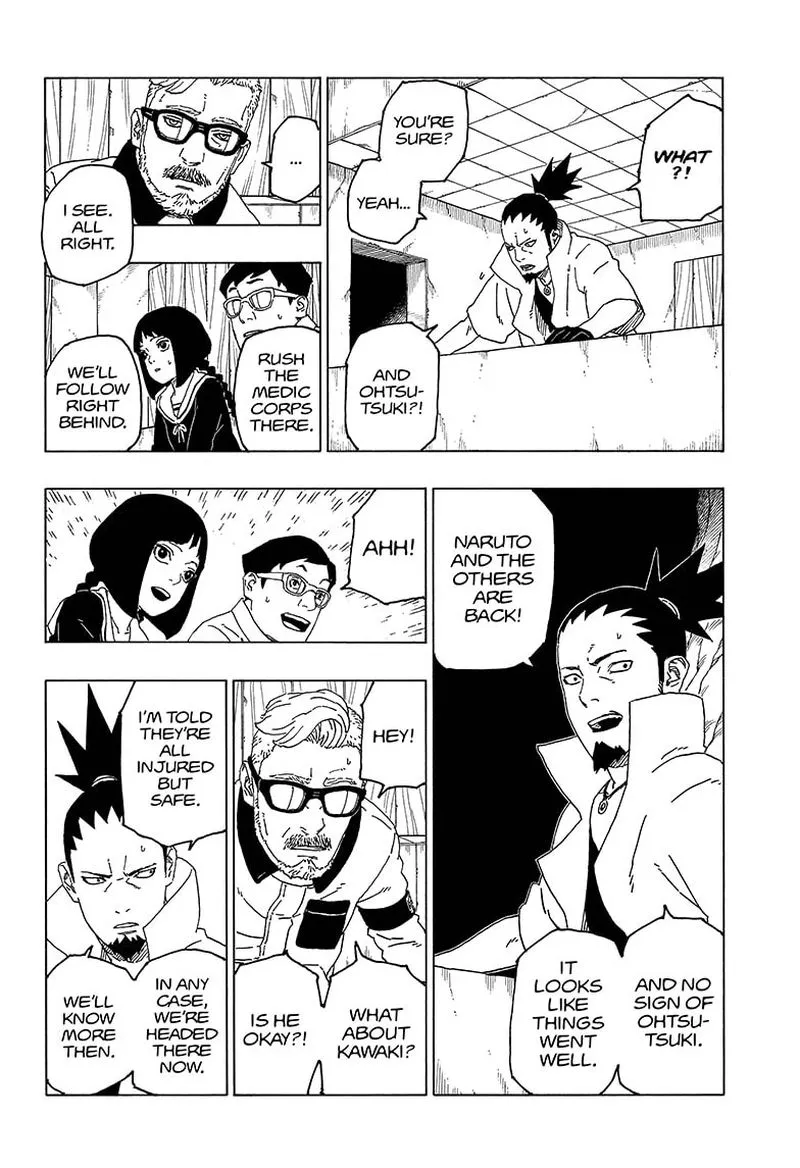 WHAT
?!
YOU'RE
SURE?
YEAH...
AND
OHTSU-
TSUKI?!
...
I SEE.
ALL
RIGHT.
RUSH
THE
MEDIC
CORPS
THERE.
WE'LL
FOLLOW
RIGHT
BEHIND.
NARUTO
AND THE
OTHERS
ARE
BACK!
AND NO
SIGN OF
OHTSU-
TSUKI.
IT
LOOKS
LIKE
THINGS
WENT
WELL.
AHH!
HEY!
WHAT
ABOUT
KAWAKI?
IS HE
OKAY?!
I'M TOLD
THEY'RE
ALL
INJURED
BUT
SAFE.
IN ANY
CASE,
WE'RE
HEADED
THERE
NOW.
WE'LL
KNOW
MORE
THEN.